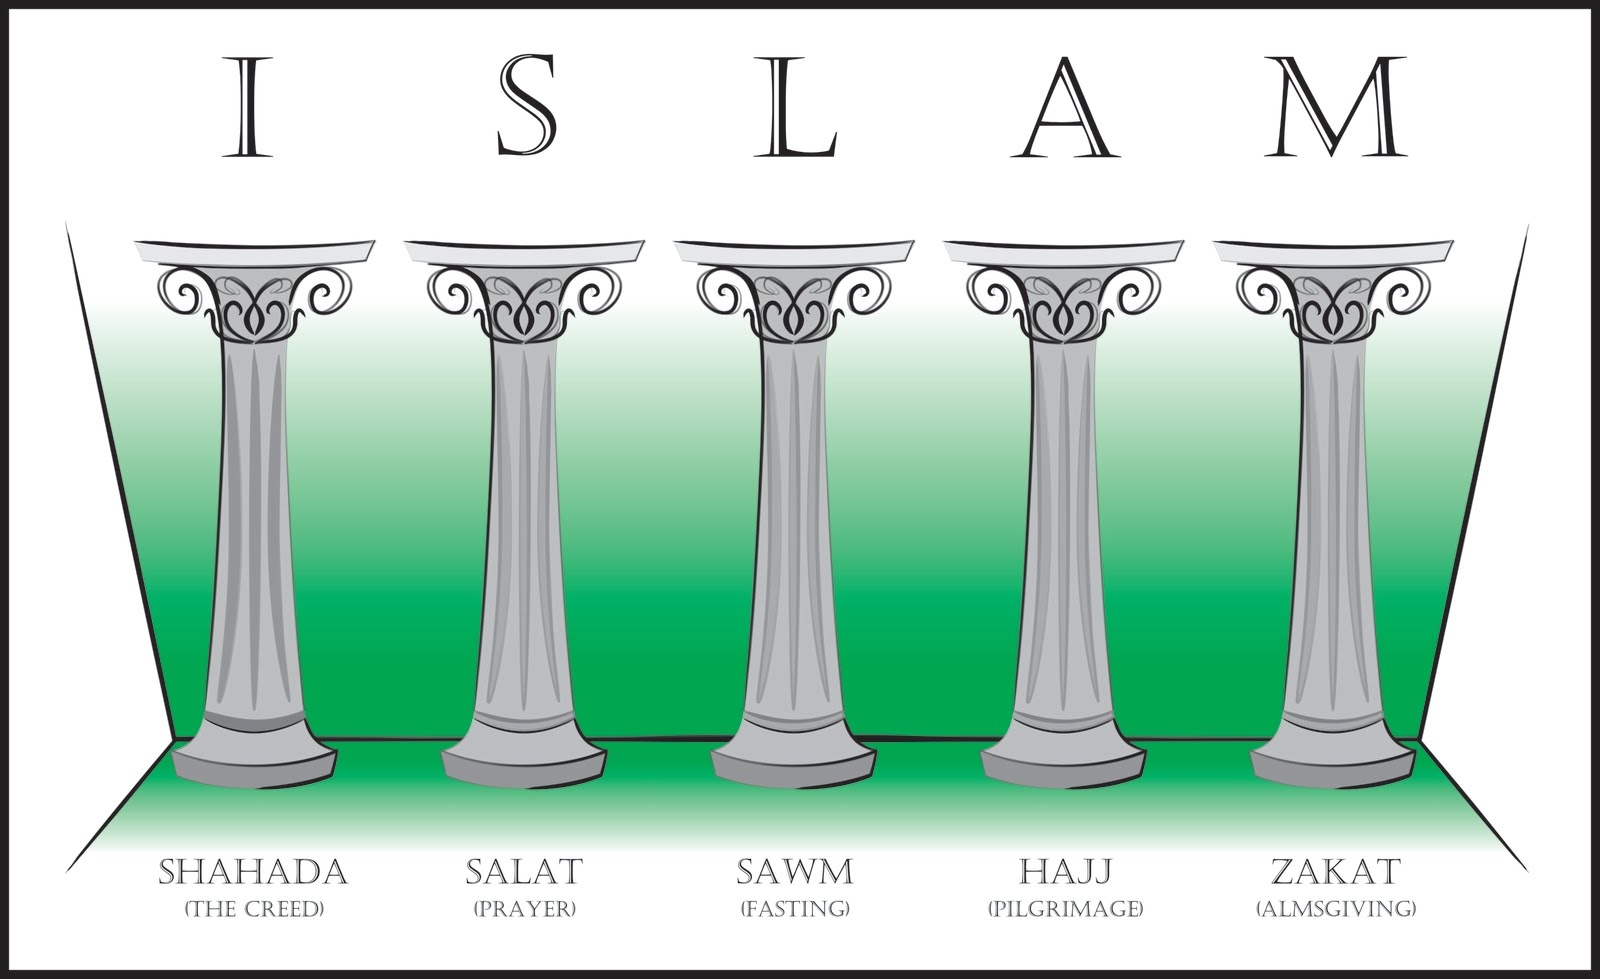 I S L A M
SHAHADA SALAT SAWM HAJJ ZAKAT
(THE CREED) (PRAYER) (FASTING) (PILGRIMAGE) (ALMSGIVING)